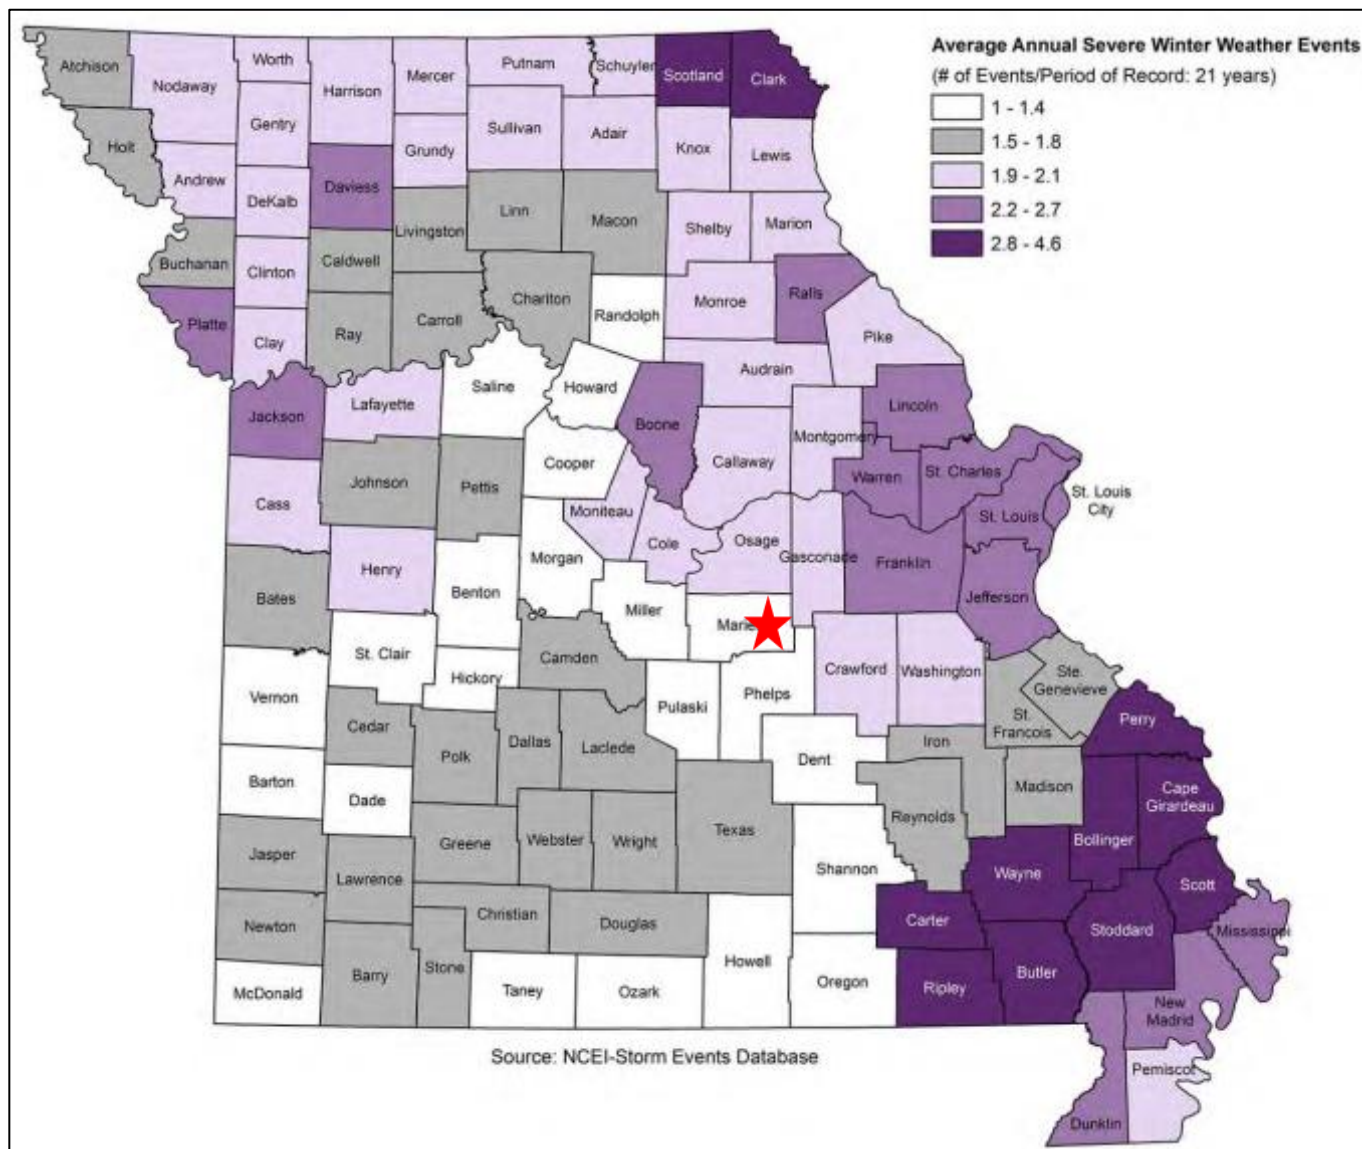 Average Annual Severe Winter Weather Events
(# of Events/Period of Record: 21 years)
1 - 1.4
1.5 - 1.8
1.9 - 2.1
2.2 - 2.7
2.8 - 4.6
Atchison
Nodaway
Worth
Harrison
Mercer
Putnam
Schuyler
Scotland
Clark
Holt
Gentry
Sullivan
Adair
Knox
Lewis
Andrew
DeKalb
Daviess
Grundy
Linn
Macon
Shelby
Marion
Buchanan
Clinton
Caldwell
Livingston
Chariton
Randolph
Monroe
Ralls
Pike
Platte
Clay
Ray
Carroll
Saline
Howard
Audrain
Jackson
Lafayette
Boone
Callaway
Montgomery
Lincoln
Cass
Johnson
Pettis
Cooper
Moniteau
Cole
Osage
Gasconade
Warren
St. Charles
St. Louis
St. Louis
City
Franklin
Jefferson
Bates
Henry
Benton
Morgan
Miller
Marie
St. Clair
Hickory
Camden
Pulaski
Phelps
Crawford
Washington
Ste.
Genevieve
St.
Francois
Perry
Vernon
Cedar
Polk
Dallas
Laclede
Dent
Iron
Madison
Cape
Girardeau
Bollinger
Barton
Dade
Greene
Webster
Wright
Texas
Reynolds
Shannon
Wayne
Scott
Jasper
Lawrence
Christian
Douglas
Carter
Stoddard
Mississippi
Newton
Barry
Stone
Taney
Ozark
Howell
Oregon
Ripley
Butler
New
Madrid
McDonald
Pemiscot
Dunklin
Source: NCEI-Storm Events Database